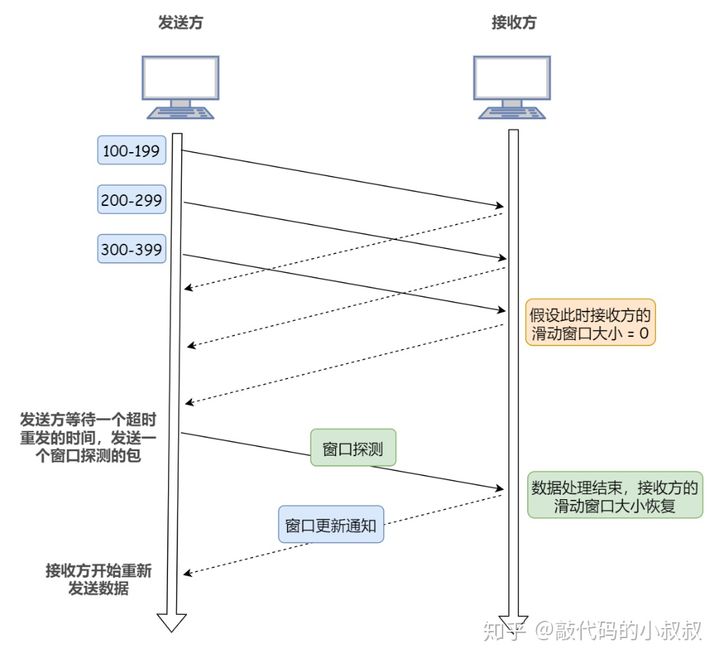 发送方
接收方
100-199
200-299
300-399
假设此时接收方的
滑动窗口大小 = 0
发送方等待一个超时
重发的时间，发送一
个窗口探测的包
窗口探测
数据处理结束，接收方的
滑动窗口大小恢复
窗口更新通知
接收方开始重新
发送数据
知乎 @敲代码的小叔叔